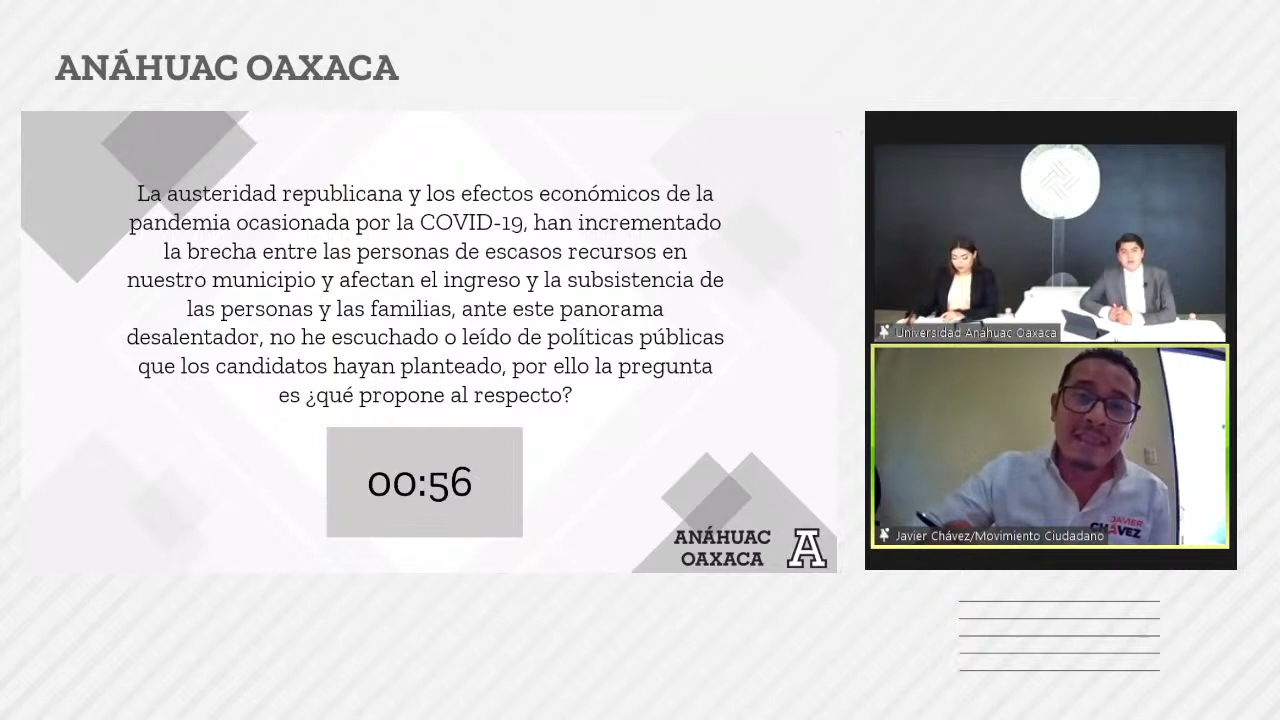 ANÁHUAC OAXACA
La austeridad republicana y los efectos económicos de la
pandemia ocasionada por la COVID-19, han incrementado
la brecha entre las personas de escasos recursos en
nuestro municipio y afectan el ingreso y la subsistencia de
las personas y las familias, ante este panorama
desalentador, no he escuchado o leído de políticas públicas
que los candidatos hayan planteado, por ello la pregunta
es ¿qué propone al respecto?
00:56
ANÁHUAC
OAXACA
A
Universidad Anáhuac Oaxaca
JAVIER
CHÁVEZ
Javier Chávez/Movimiento Ciudadano